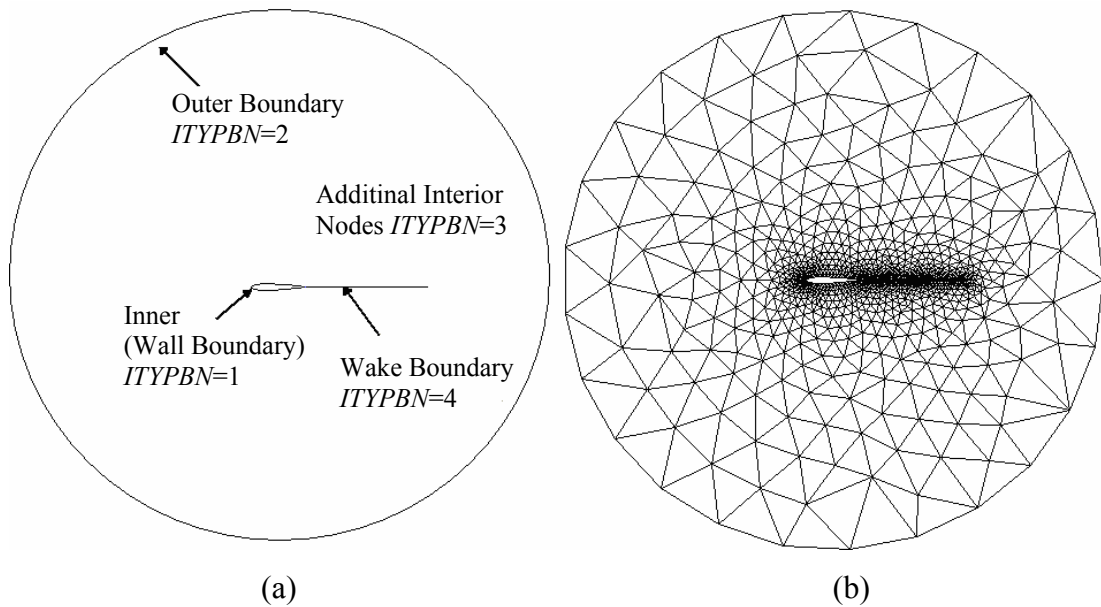 Outer Boundary
ITYPBN=2
Additinal Interior
Nodes ITYPBN=3
Inner
(Wall Boundary)
ITYPBN=1
Wake Boundary
ITYPBN=4
(a)
(b)